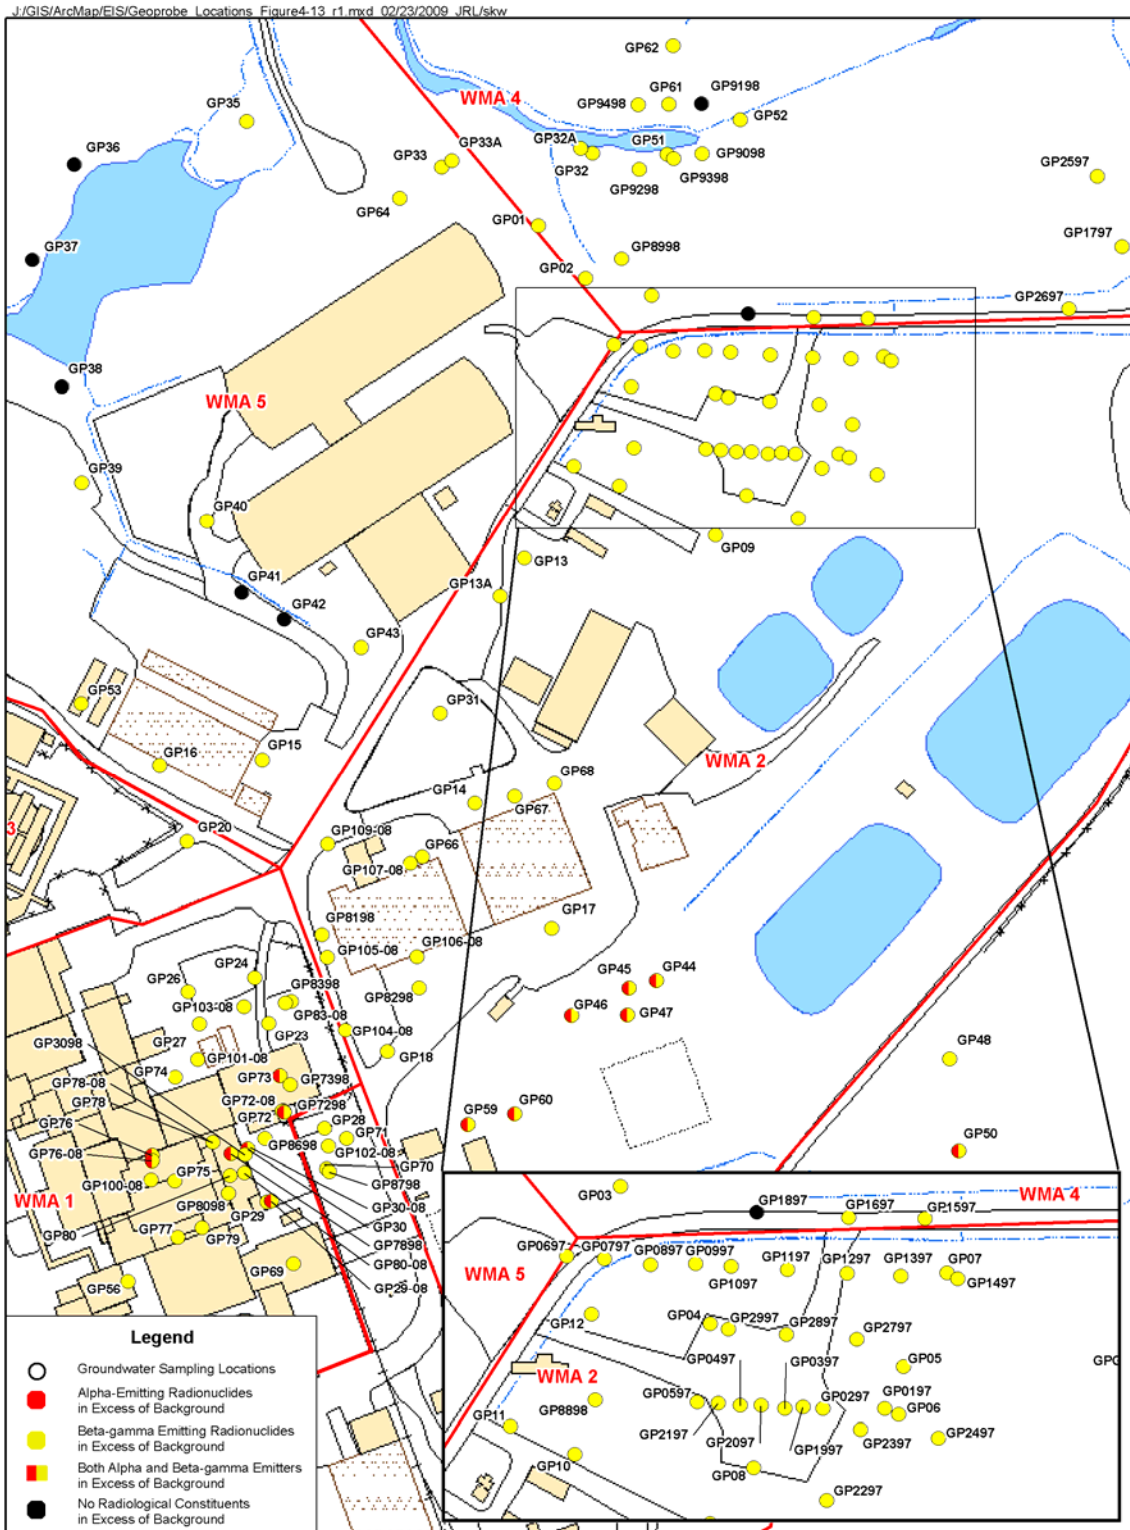 J:/GIS/ArcMap/EIS/Geoprobe_Locations_Figure4-13_r1.mxd 02/23/2009 JRL/skw
GP62
WMA 4
GP35
GP9498
GP61
GP9198
GP52
GP36
GP33A
GP33
GP32A
GP51
GP32
GP9098
GP9398
GP9298
GP2597
GP64
GP01
GP37
GP8998
GP1797
GP02
GP2697
GP38
WMA 5
GP39
GP40
GP09
GP13
GP41
GP13A
GP42
GP43
GP53
GP31
GP15
GP16
WMA 2
GP68
GP14
GP67
3
GP20
GP109-08
GP66
GP107-08
GP17
GP8198
GP105-08
GP106-08
GP24
GP26
GP8398
GP8298
GP45
GP44
GP103-08
GP83-08
GP46
GP47
GP23
GP104-08
GP3098
GP27
GP101-08
GP18
GP48
GP78-08
GP74
GP73
GP7398
GP78
GP72-08
GP7298
GP59
GP60
GP76
GP72
GP28
GP71
GP76-08
GP8698
GP102-08
GP50
GP75
GP70
GP100-08
GP8798
WMA 1
GP8098
GP30-08
GP29
GP30
GP77
GP80
GP79
GP7898
GP80-08
GP69
GP29-08
GP56
GP03
GP1897
WMA 4
GP1697
GP1597
GP0697
GP0797
GP0897
GP0997
WMA 5
GP1097
GP1197
GP1297
GP1397
GP07
GP1497
GP12
GP04
GP2997
GP2897
GP2797
GP0497
GP0397
GP05
WMA 2
GP0597
GP0297
GP0197
GP8898
GP06
GP11
GP2197
GP2097
GP1997
GP2397
GP2497
GP10
GP08
GP2297
Legend
Groundwater Sampling Locations
Alpha-Emitting Radionuclides
in Excess of Background
Beta-gamma Emitting Radionuclides
in Excess of Background
Both Alpha and Beta-gamma Emitters
in Excess of Background
No Radiological Constituents
in Excess of Background